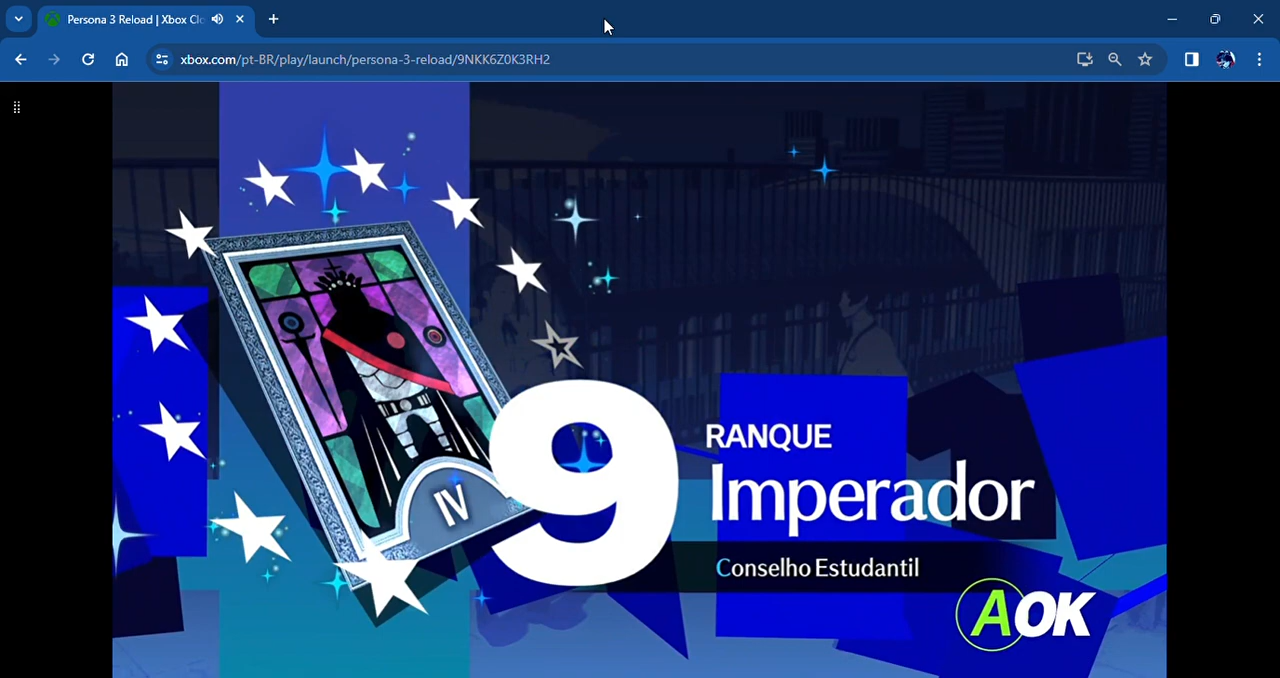 Persona 3 Reload | Xbox Clo
xbox.com/pt-BR/play/launch/persona-3-reload/9NKK6Z0K3RH2
IV
9
RANQUE
Imperador
Conselho Estudantil
A OK